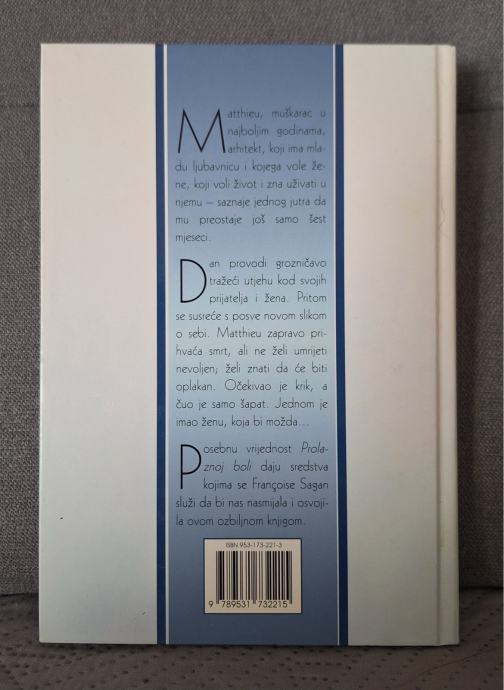 Matthieu, muškarac u
najboljim godinama,
arhitekt, koji ima mla-
du ljubavnicu i kojega vole že-
ne, koji voli život i zna uživati u
njemu – saznaje jednog jutra da
mu preostaje još samo šest
mjeseci.
Dan provodi grozničavo
tražeći utjehu kod svojih
prijatelja i žena. Pritom
se susreće s posve novom slikom
o sebi. Matthieu zapravo pri-
hvaća smrt, ali ne želi umrijeti
nevoljen; želi znati da će biti
oplakan. Očekivao je krik, a
čuo je samo šapat. Jednom je
imao ženu, koja bi možda...
Posebnu vrijednost Prola-
znoj boli daju sredstva
kojima se Françoise Sagan
služi da bi nas nasmijala i osvoji-
la ovom ozbiljnom knjigom.
ISBN 953-173-221-3
9 789531 732215